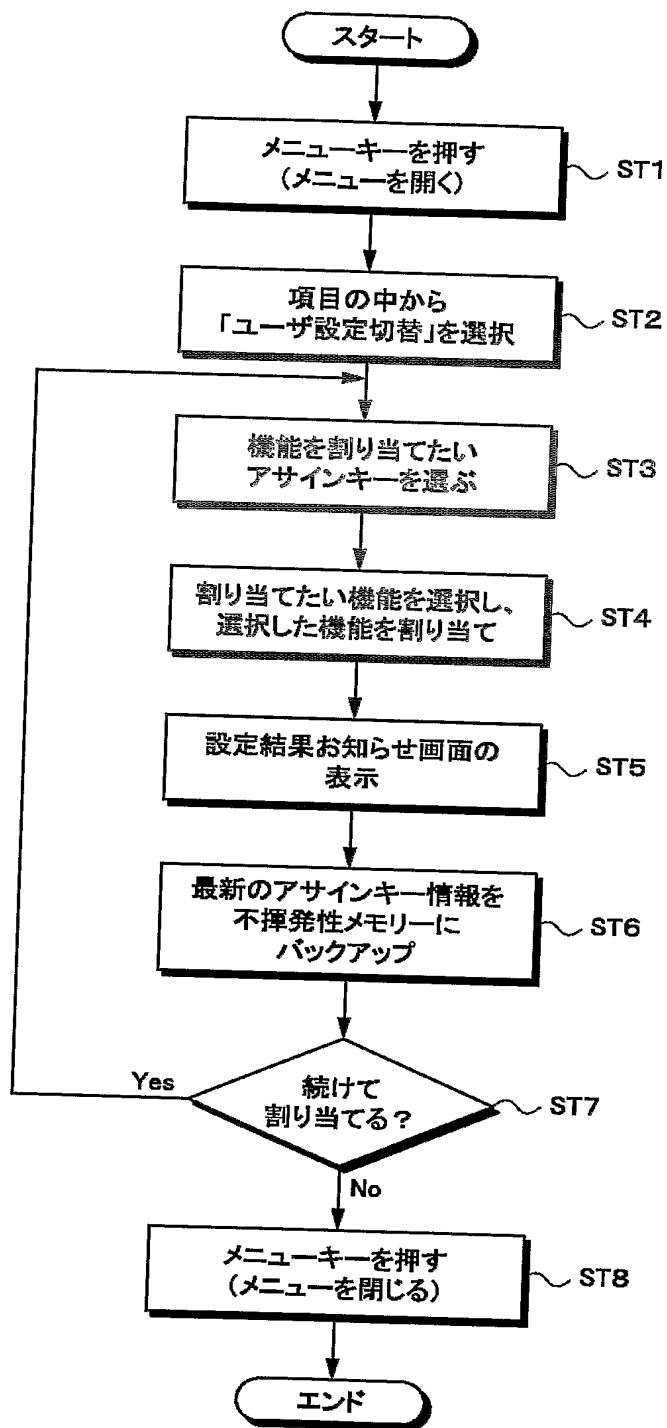 スタート
メニューキーを押す
(メニューを開く)
ST1
項目の中から
「ユーザ設定切替」を選択
ST2
機能を割り当てたい
アサインキーを選ぶ
ST3
割り当てたい機能を選択し、
選択した機能を割り当て
ST4
設定結果お知らせ画面の
表示
ST5
最新のアサインキー情報を
不揮発性メモリーに
バックアップ
ST6
続けて
割り当てる？
ST7
Yes
No
メニューキーを押す
(メニューを閉じる)
ST8
エンド